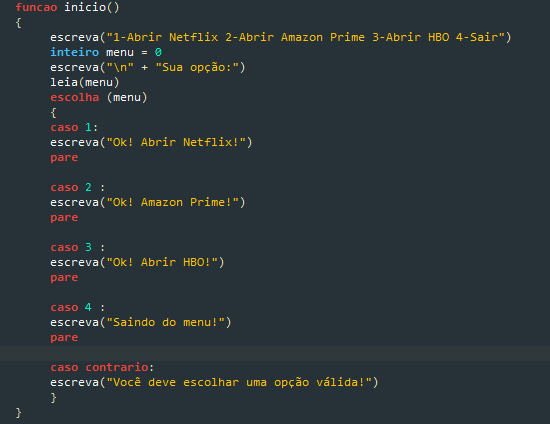 funcao inicio()
{
escreva("1-Abrir Netflix 2-Abrir Amazon Prime 3-Abrir HBO 4-Sair")
inteiro menu = 0
escreva("\n" + "Sua opção:")
leia(menu)
escolha (menu)
{
caso 1:
escreva("Ok! Abrir Netflix!")
pare
caso 2 :
escreva("Ok! Amazon Prime!")
pare
caso 3 :
escreva("Ok! Abrir HBO!")
pare
caso 4 :
escreva("Saindo do menu!")
pare
caso contrario:
escreva("Você deve escolhar uma opção válida!")
}
}